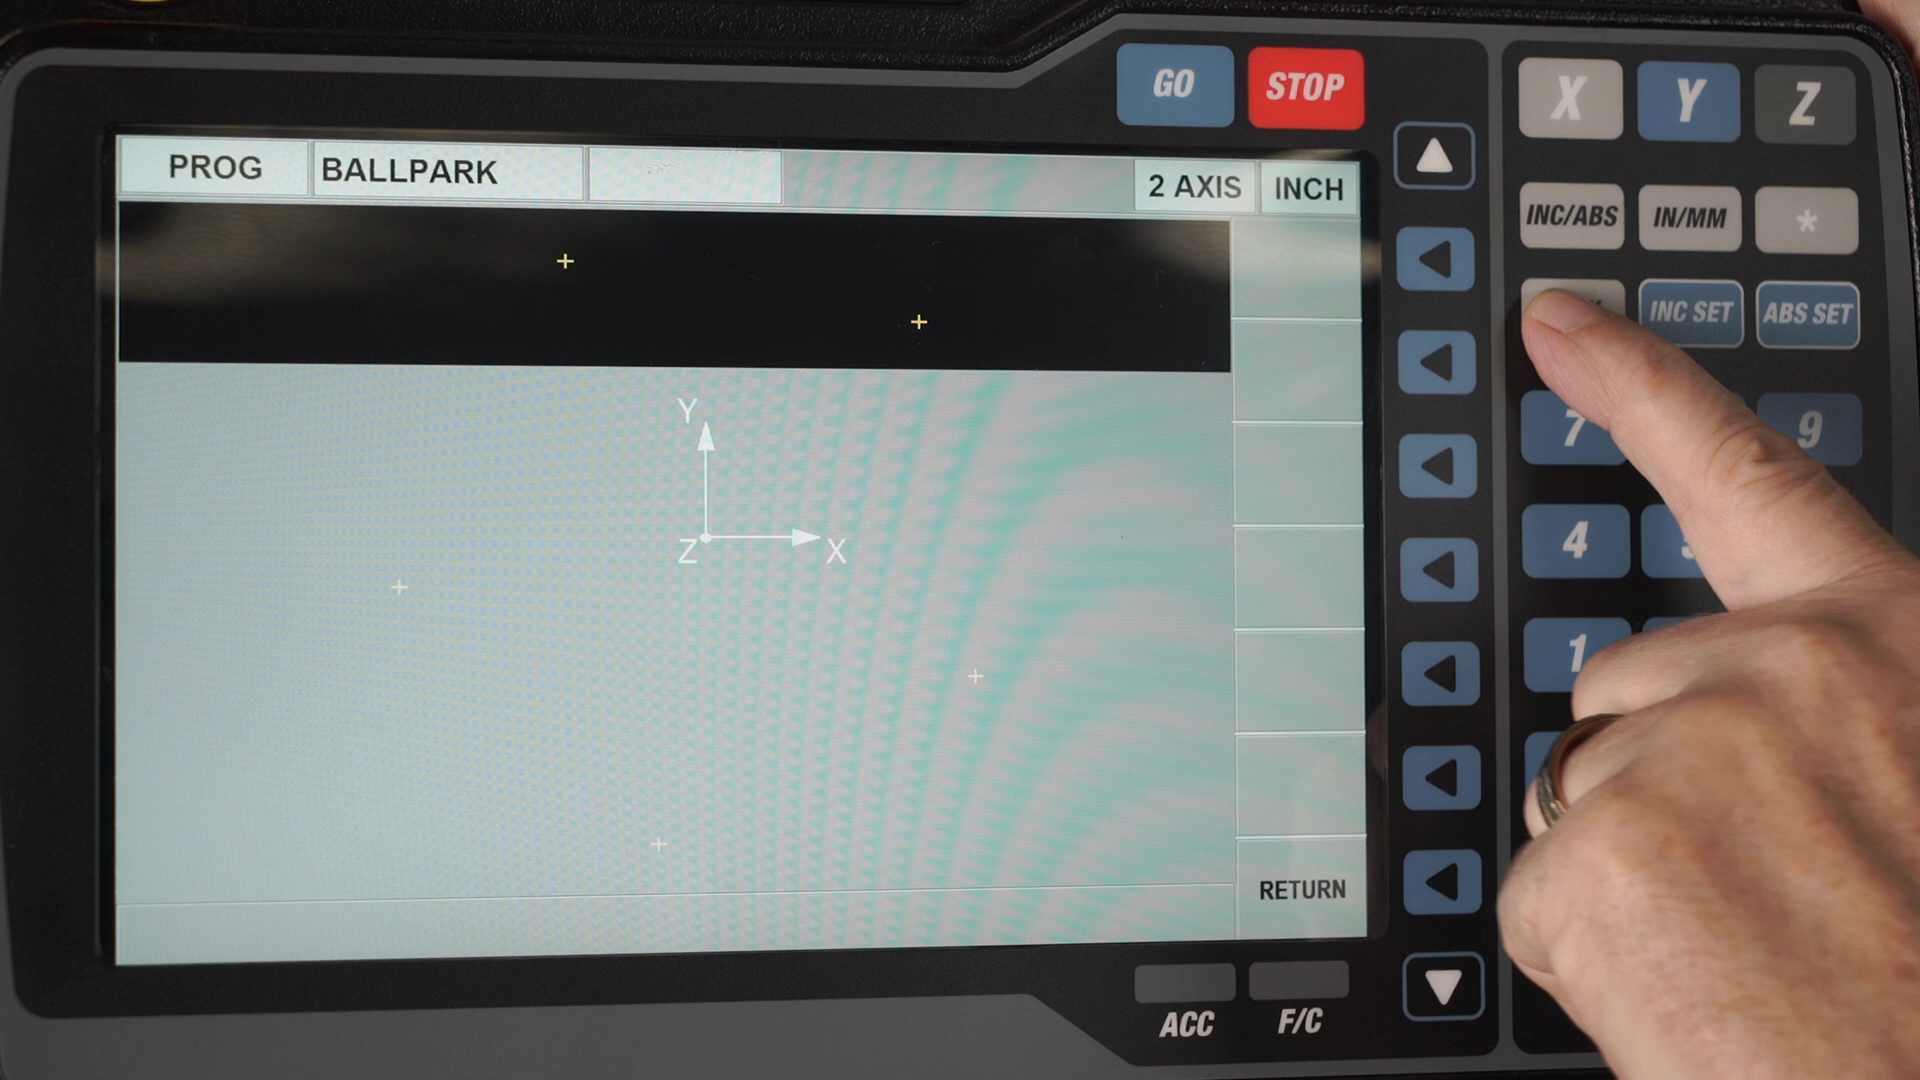 GO STOP
X Y Z
PROG BALLPARK 2 AXIS INCH
INC/ABS IN/MM *
INC SET ABS SET
7 9
Y
Z X
4
1
RETURN
ACC F/C